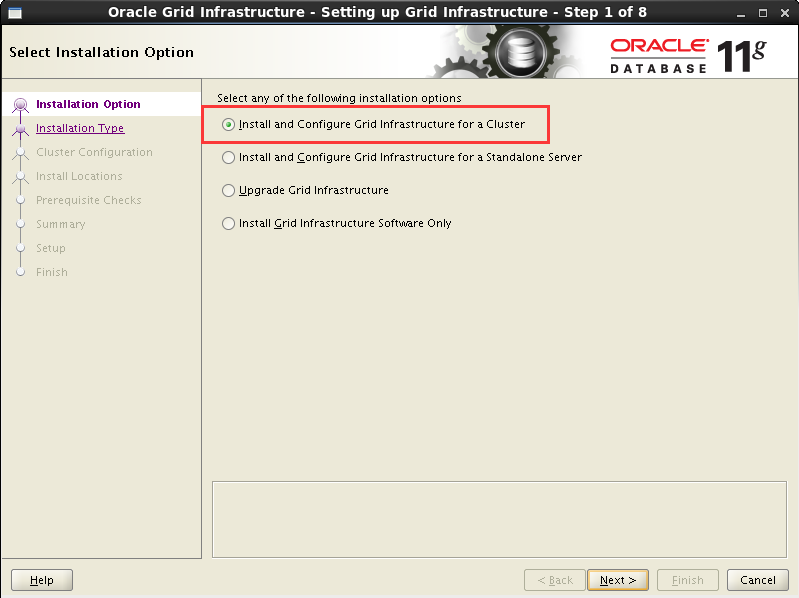 Oracle Grid Infrastructure - Setting up Grid Infrastructure - Step 1 of 8
Select Installation Option
ORACLE
DATABASE 11g
Installation Option
Installation Type
Cluster Configuration
Install Locations
Prerequisite Checks
Summary
Setup
Finish
Select any of the following installation options
Install and Configure Grid Infrastructure for a Cluster
Install and Configure Grid Infrastructure for a Standalone Server
Upgrade Grid Infrastructure
Install Grid Infrastructure Software Only
Help
< Back
Next >
Finish
Cancel